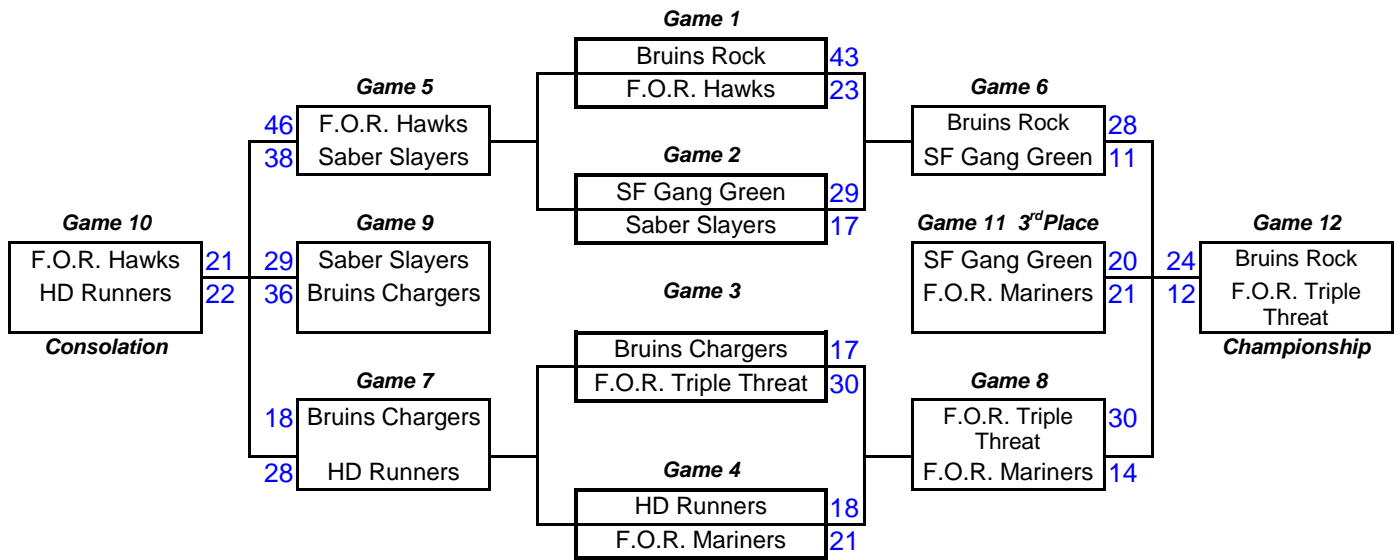 Game 1
Bruins Rock 43
F.O.R. Hawks 23
Game 5
46 F.O.R. Hawks
38 Saber Slayers
Game 6
Bruins Rock 28
SF Gang Green 11
Game 2
SF Gang Green 29
Saber Slayers 17
Game 10
F.O.R. Hawks 21
HD Runners 22
Consolation
Game 9
29 Saber Slayers
36 Bruins Chargers
Game 11 3rd Place
SF Gang Green 20
F.O.R. Mariners 21
Game 12
24 Bruins Rock
12 F.O.R. Triple
Threat
Championship
Game 3
Bruins Chargers 17
F.O.R. Triple Threat 30
Game 7
18 Bruins Chargers
28 HD Runners
Game 8
F.O.R. Triple 30
Threat
F.O.R. Mariners 14
Game 4
HD Runners 18
F.O.R. Mariners 21